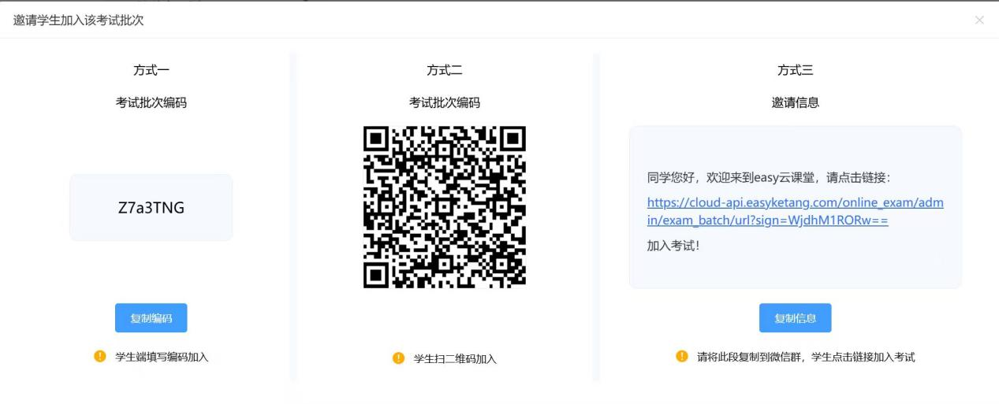 邀请学生加入该考试批次
方式一
考试批次编码
Z7a3TNG
复制编码
学生端填写编码加入
方式二
考试批次编码
学生扫二维码加入
方式三
邀请信息
同学您好，欢迎来到easy云课堂，请点击链接：
https://cloud-api.easyketang.com/online_exam/adm
in/exam_batch/url?sign=WjdhM1RORw==
加入考试！
复制信息
请将此段复制到微信群，学生点击链接加入考试